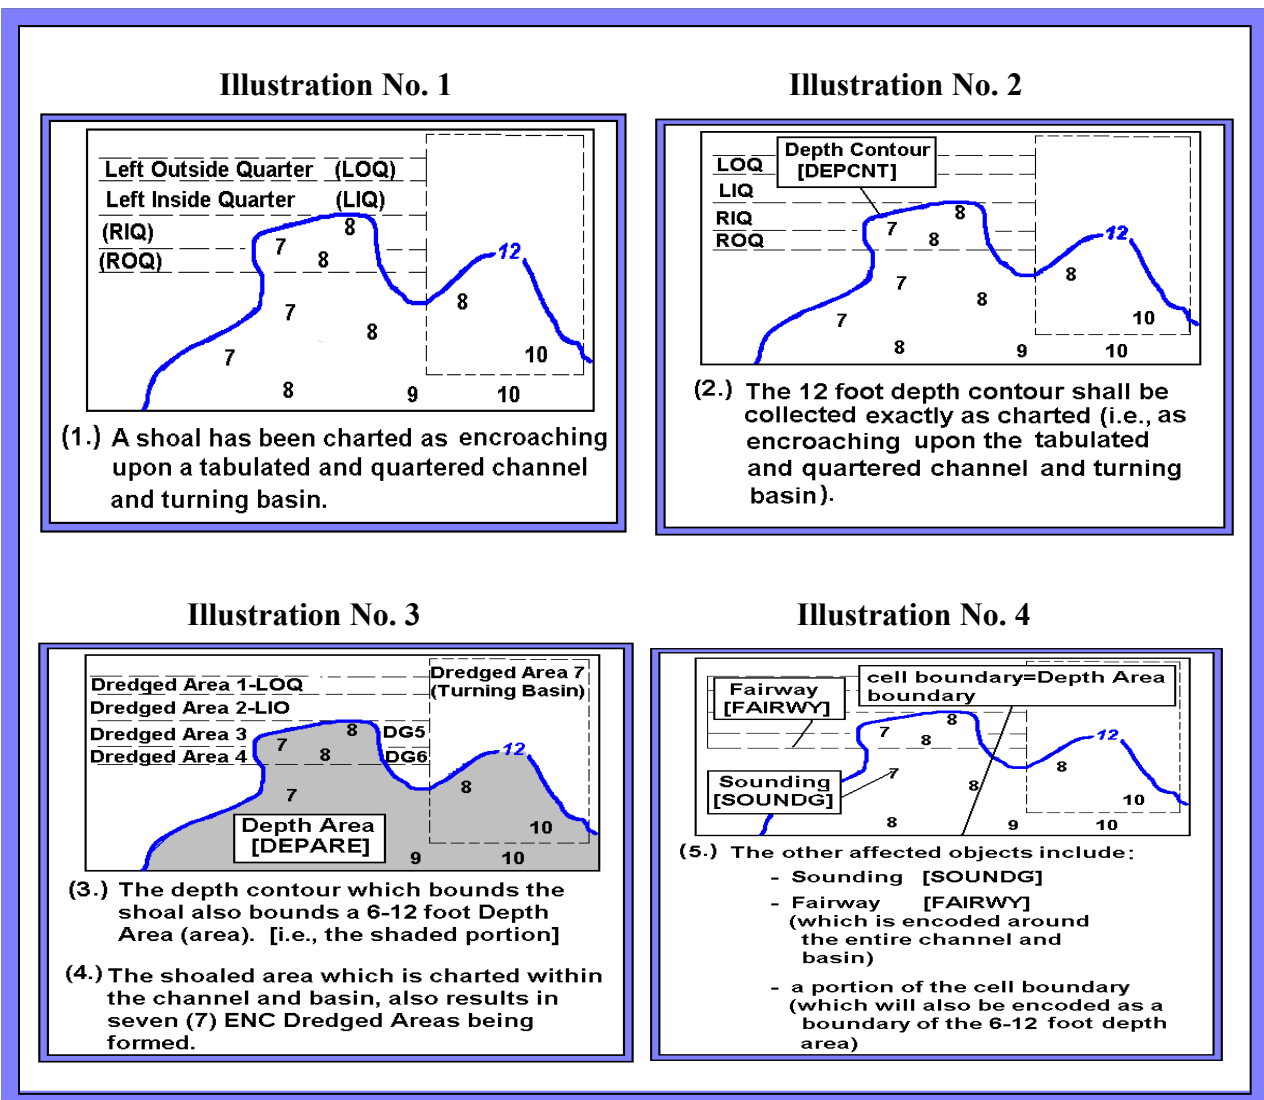 Illustration No. 1
Left Outside Quarter (LOQ)
Left Inside Quarter (LIQ)
(RIQ)
(ROQ)
8
7
8
12
7
8
8
7
10
8
9
10
(1.) A shoal has been charted as encroaching
upon a tabulated and quartered channel
and turning basin.
Illustration No. 2
Depth Contour
[DEPCNT]
LOQ
LIQ
RIQ
ROQ
8
7
8
12
7
8
8
7
10
8
9
10
(2.) The 12 foot depth contour shall be
collected exactly as charted (i.e., as
encroaching upon the tabulated
and quartered channel and turning
basin).
Illustration No. 3
Dredged Area 7
(Turning Basin)
Dredged Area 1-LOQ
Dredged Area 2-LIO
Dredged Area 3
Dredged Area 4
DG5
DG6
8
7
8
12
7
8
10
Depth Area
[DEPARE]
9
10
(3.) The depth contour which bounds the
shoal also bounds a 6-12 foot Depth
Area (area). [i.e., the shaded portion]
(4.) The shoaled area which is charted within
the channel and basin, also results in
seven (7) ENC Dredged Areas being
formed.
Illustration No. 4
cell boundary=Depth Area
boundary
Fairway
[FAIRWY]
8
7
8
12
7
8
8
Sounding
[SOUNDG]
10
8
9
10
(5.) The other affected objects include:
- Sounding [SOUNDG]
- Fairway [FAIRWY]
(which is encoded around
the entire channel and
basin)
- a portion of the cell boundary
(which will also be encoded as a
boundary of the 6-12 foot depth
area)